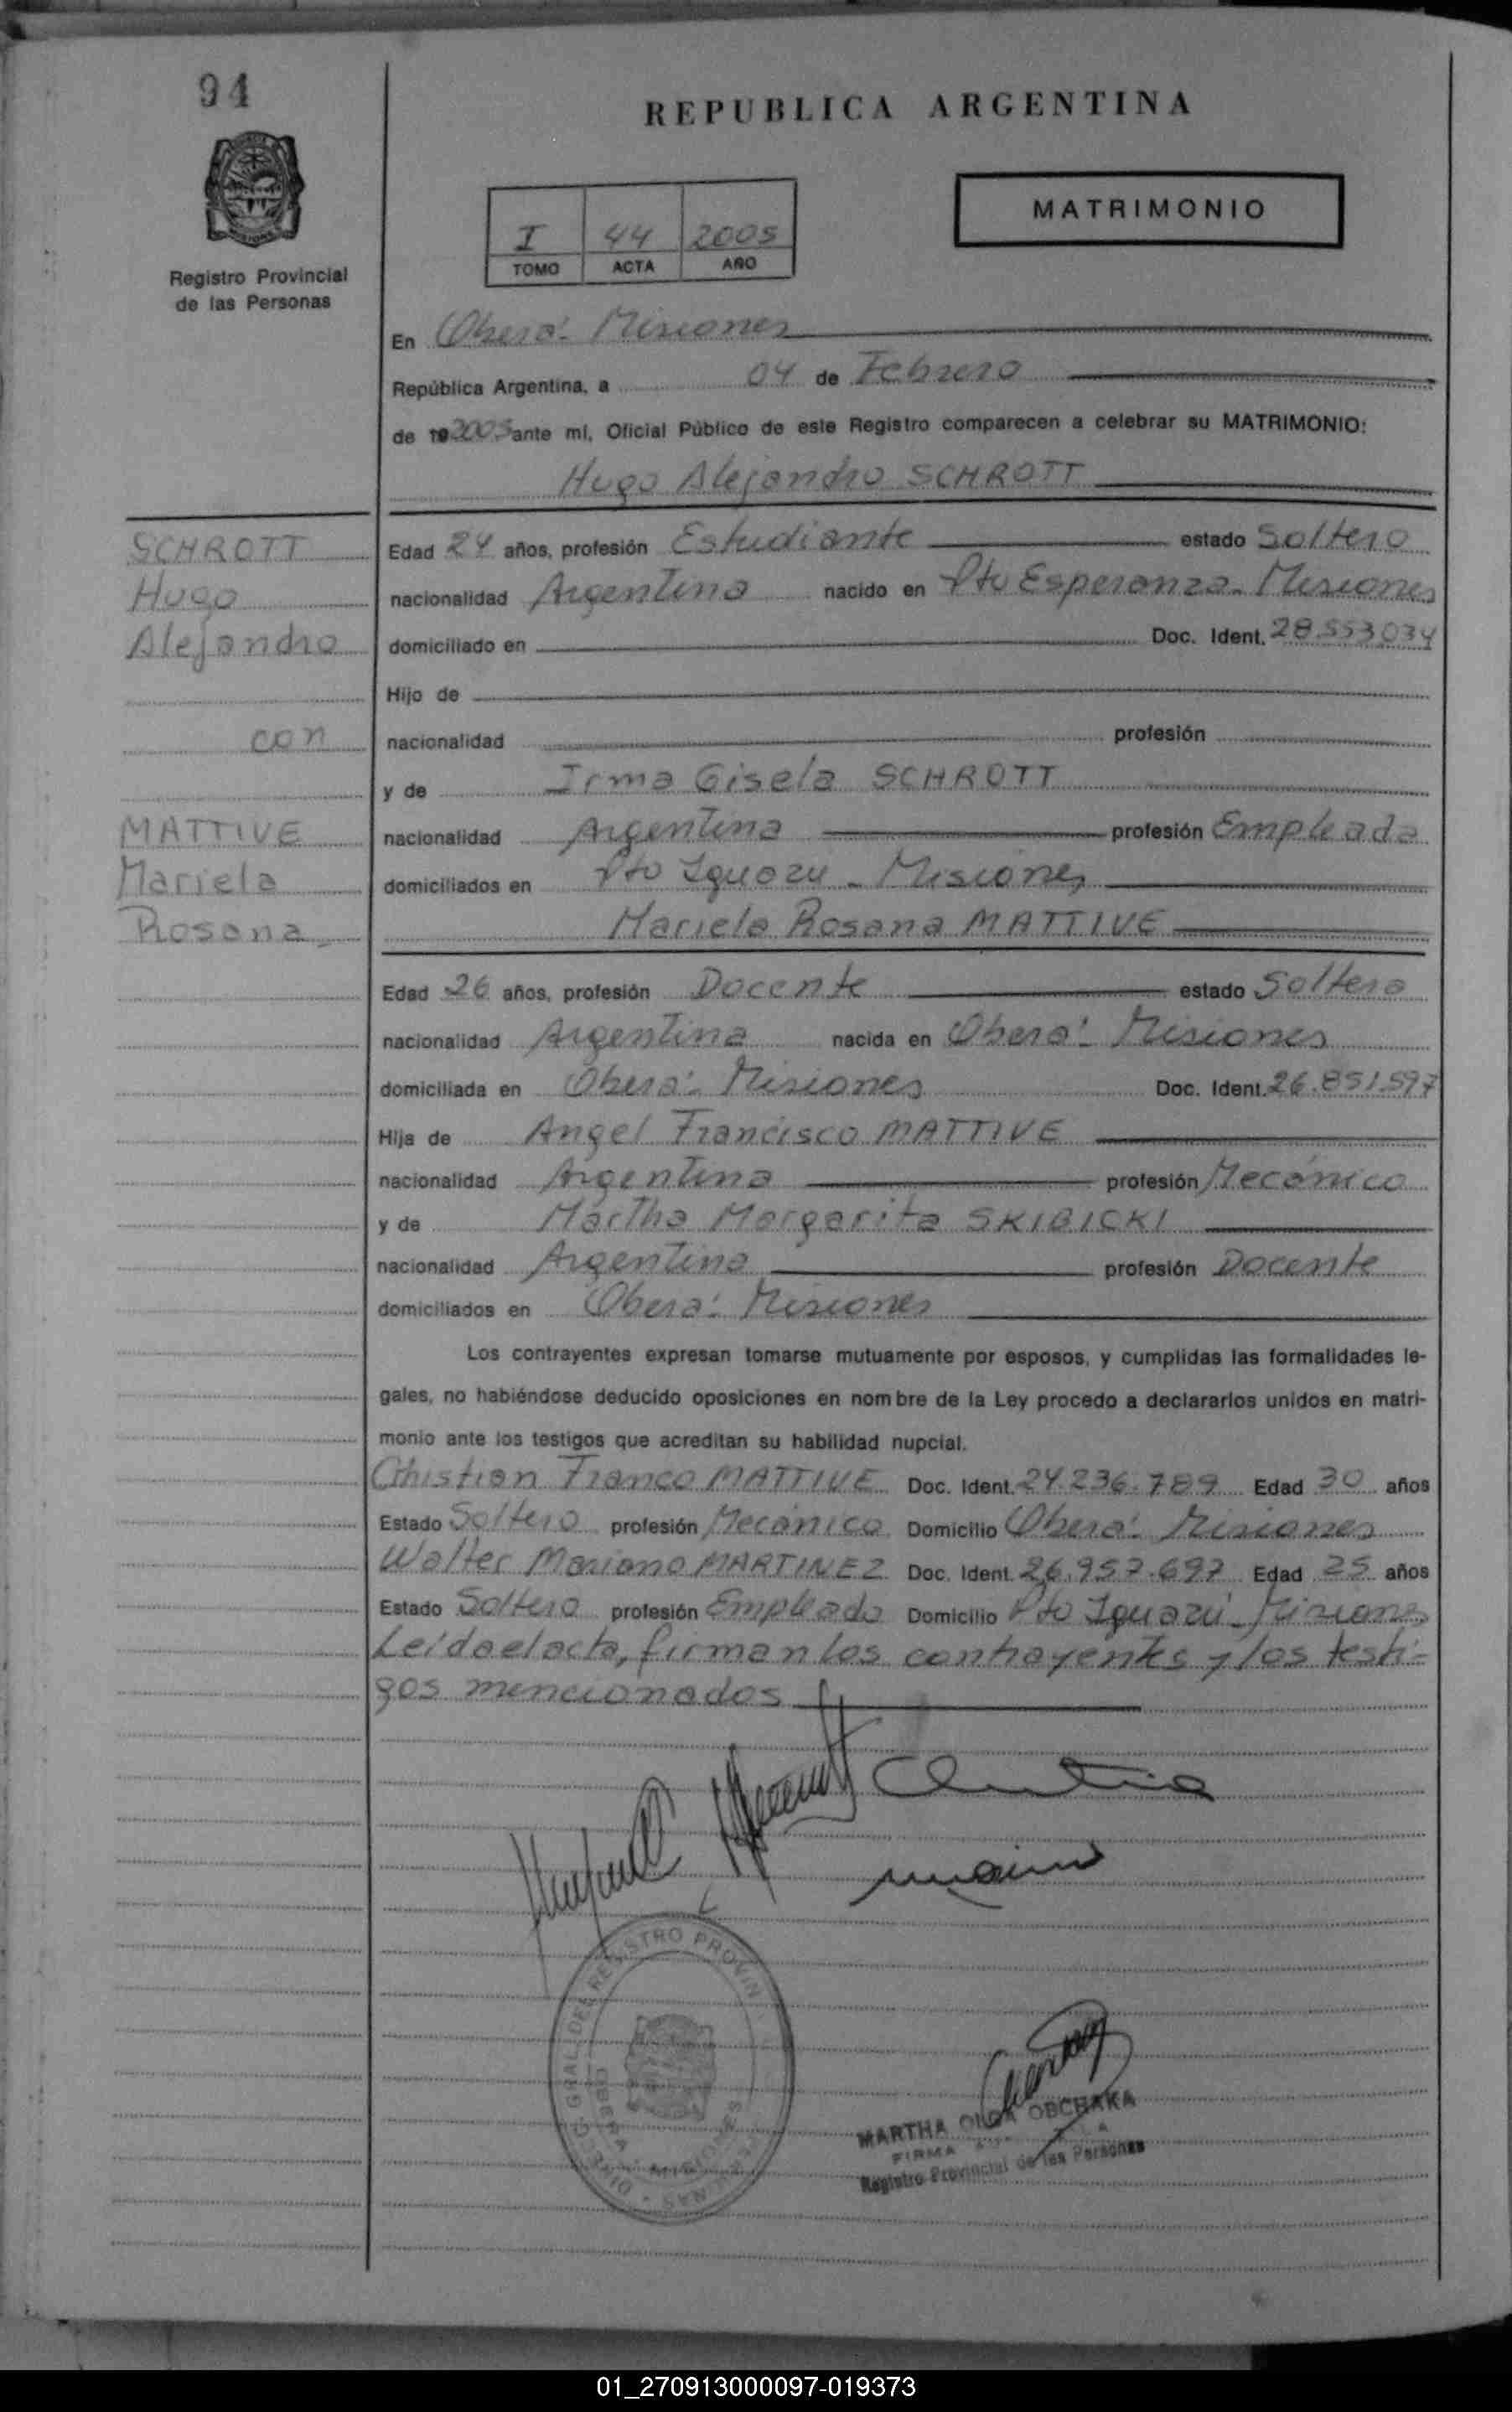 94
REPUBLICA ARGENTINA
MATRIMONIO
I 44 2005
TOMO ACTA AÑO
Registro Provincial
de las Personas
En Oberá - Misiones
República Argentina, a 04 de Febrero
de 19 2005 ante mí, Oficial Público de este Registro comparecen a celebrar su MATRIMONIO:
Hugo Alejandro SCHROTT
SCHROTT
Hugo
Alejandro
con
MATTIVE
Mariela
Rosana
Edad 24 años, profesión Estudiante estado Soltero
nacionalidad Argentina nacido en Pto Esperanza - Misiones
domiciliado en Doc. Ident. 28.553.034
Hijo de
nacionalidad profesión
y de Irma Gisela SCHROTT
nacionalidad Argentina profesión Empleada
domiciliados en Pto Iguazu - Misiones
Mariela Rosana MATTIVE
Edad 26 años, profesión Docente estado Soltera
nacionalidad Argentina nacida en Oberá - Misiones
domiciliada en Oberá - Misiones Doc. Ident. 26.851.597
Hija de Angel Francisco MATTIVE
nacionalidad Argentina profesión Mecánico
y de Martha Margarita SKIBICKI
nacionalidad Argentina profesión Docente
domiciliados en Oberá - Misiones
Los contrayentes expresan tomarse mutuamente por esposos, y cumplidas las formalidades le-
gales, no habiéndose deducido oposiciones en nombre de la Ley procedo a declararlos unidos en matri-
monio ante los testigos que acreditan su habilidad nupcial.
Cthistian Franco MATTIVE Doc. Ident. 24.236.789 Edad 30 años
Estado Soltero profesión Mecánico Domicilio Oberá - Misiones
Walter Mariano MARTINEZ Doc. Ident. 26.957.697 Edad 25 años
Estado Soltero profesión Empleado Domicilio Pto Iguazú - Misiones
Leída el acta, firman los contrayentes y los testi-
gos mencionados
MARTHA OLGA OBCHAKA
FIRMA
Registro Provincial de las Personas
01_270913000097-019373